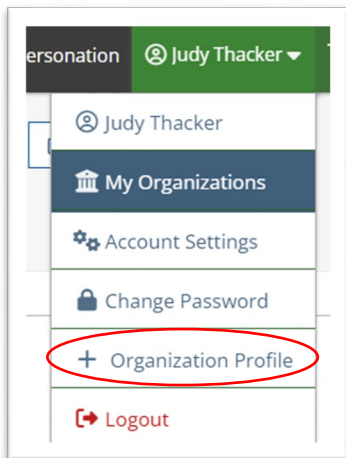 ersonation Judy Thacker
Judy Thacker
My Organizations
Account Settings
Change Password
+ Organization Profile
Logout